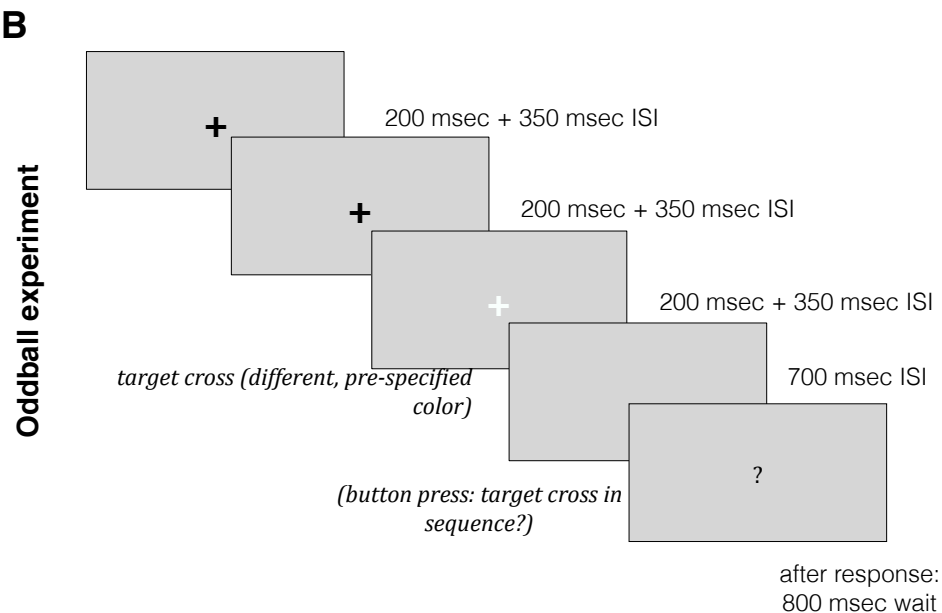 B
Oddball experiment
200 msec + 350 msec ISI
200 msec + 350 msec ISI
200 msec + 350 msec ISI
target cross (different, pre-specified
color)
700 msec ISI
?
(button press: target cross in
sequence?)
after response:
800 msec wait